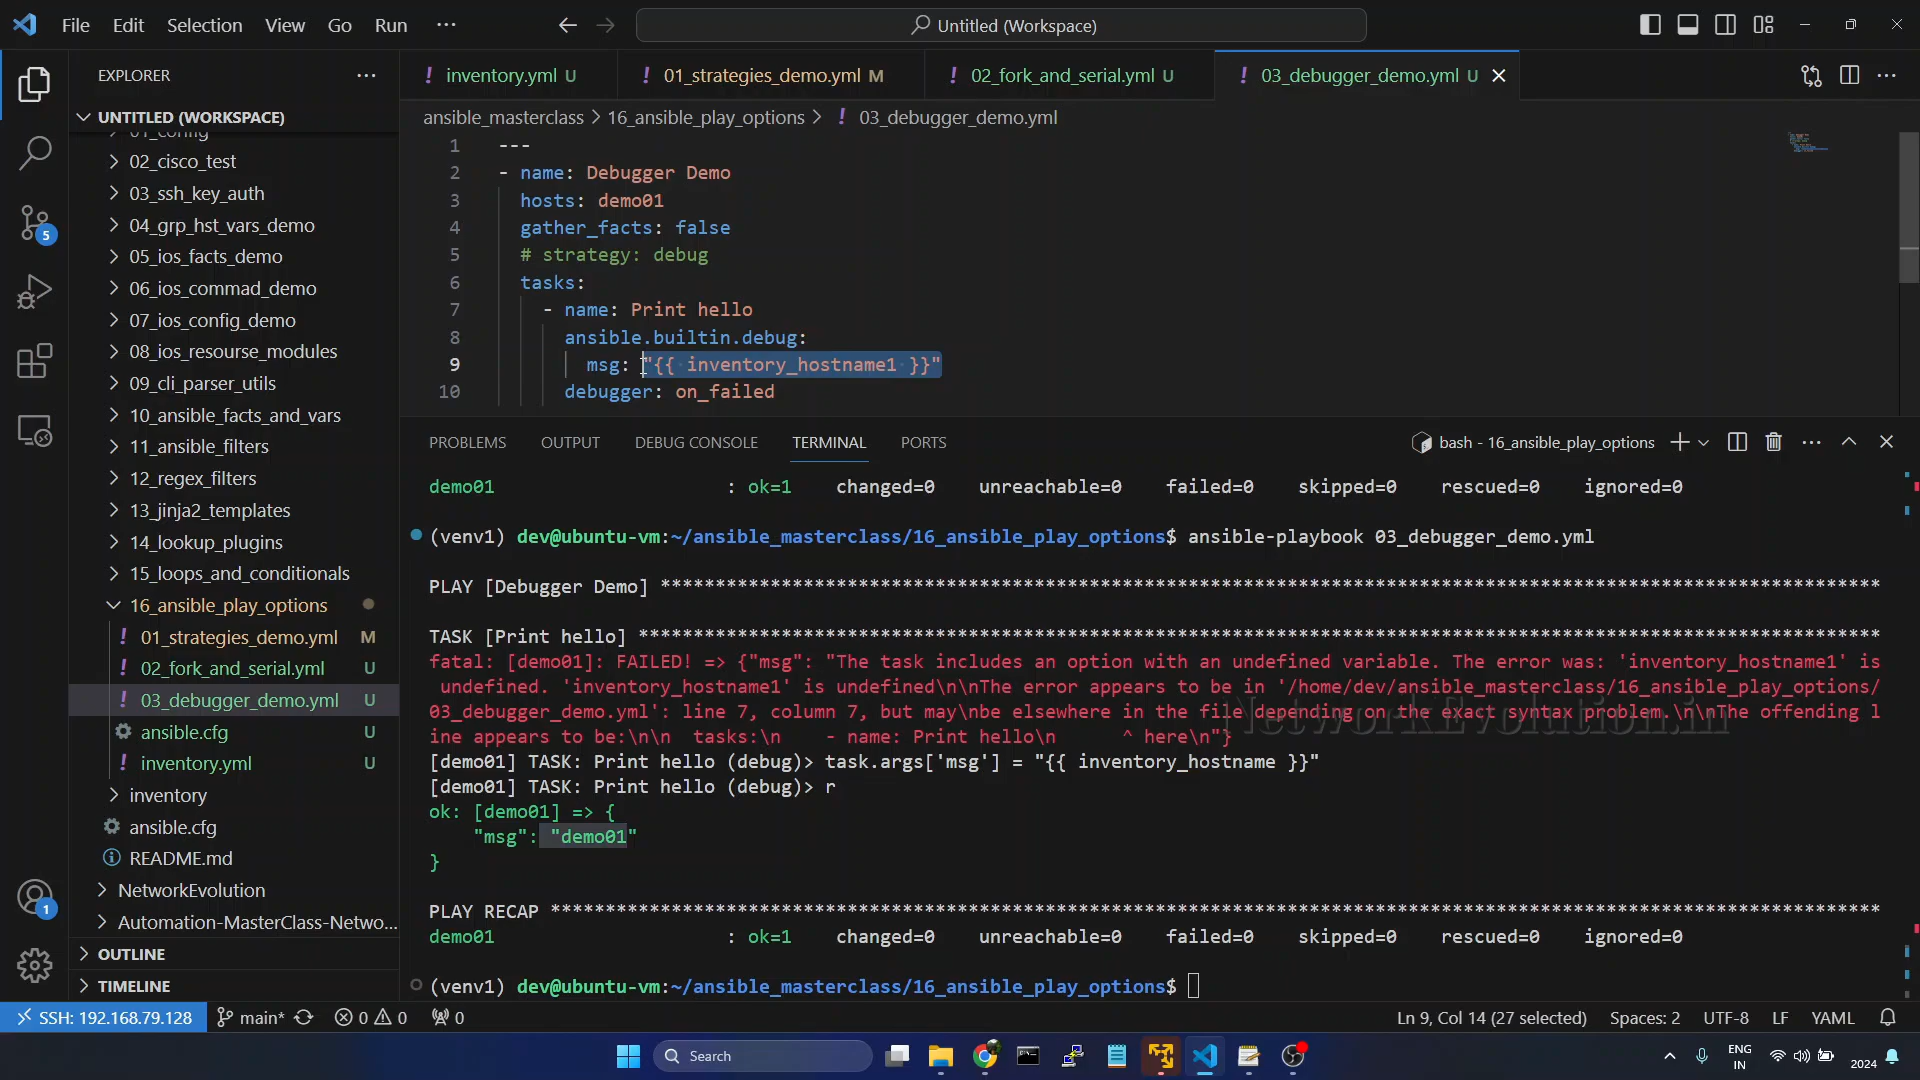 File Edit Selection View Go Run ··· Untitled (Workspace)
EXPLORER
UNTITLED (WORKSPACE)
01_config
02_cisco_test
03_ssh_key_auth
04_grp_hst_vars_demo
05_ios_facts_demo
06_ios_commad_demo
07_ios_config_demo
08_ios_resourse_modules
09_cli_parser_utils
10_ansible_facts_and_vars
11_ansible_filters
12_regex_filters
13_jinja2_templates
14_lookup_plugins
15_loops_and_conditionals
16_ansible_play_options
! 01_strategies_demo.yml M
! 02_fork_and_serial.yml U
! 03_debugger_demo.yml U
ansible.cfg U
! inventory.yml U
inventory
ansible.cfg
README.md
NetworkEvolution
Automation-MasterClass-Netwo...
OUTLINE
TIMELINE
5
1
! inventory.yml U ! 01_strategies_demo.yml M ! 02_fork_and_serial.yml U ! 03_debugger_demo.yml U
ansible_masterclass > 16_ansible_play_options > ! 03_debugger_demo.yml
1 ---
2 - name: Debugger Demo
3 hosts: demo01
4 gather_facts: false
5 # strategy: debug
6 tasks:
7 - name: Print hello
8 ansible.builtin.debug:
9 msg: "{{ inventory_hostname1 }}"
10 debugger: on_failed
PROBLEMS OUTPUT DEBUG CONSOLE TERMINAL PORTS bash - 16_ansible_play_options
demo01 : ok=1 changed=0 unreachable=0 failed=0 skipped=0 rescued=0 ignored=0
(venv1) dev@ubuntu-vm:~/ansible_masterclass/16_ansible_play_options$ ansible-playbook 03_debugger_demo.yml
PLAY [Debugger Demo] ****************************************************************************************************************
TASK [Print hello] ******************************************************************************************************************
fatal: [demo01]: FAILED! => {"msg": "The task includes an option with an undefined variable. The error was: 'inventory_hostname1' is
undefined. 'inventory_hostname1' is undefined\n\nThe error appears to be in '/home/dev/ansible_masterclass/16_ansible_play_options/
03_debugger_demo.yml': line 7, column 7, but may\nbe elsewhere in the file depending on the exact syntax problem.\n\nThe offending l
ine appears to be:\n\n  tasks:\n    - name: Print hello\n      ^ here\n"}
NetworkEvolution.in
[demo01] TASK: Print hello (debug)> task.args['msg'] = "{{ inventory_hostname }}"
[demo01] TASK: Print hello (debug)> r
ok: [demo01] => {
"msg": "demo01"
}
PLAY RECAP **************************************************************************************************************************
demo01 : ok=1 changed=0 unreachable=0 failed=0 skipped=0 rescued=0 ignored=0
(venv1) dev@ubuntu-vm:~/ansible_masterclass/16_ansible_play_options$
SSH: 192.168.79.128 main* 0 0 0 Ln 9, Col 14 (27 selected) Spaces: 2 UTF-8 LF YAML
Search ENG
IN 2024